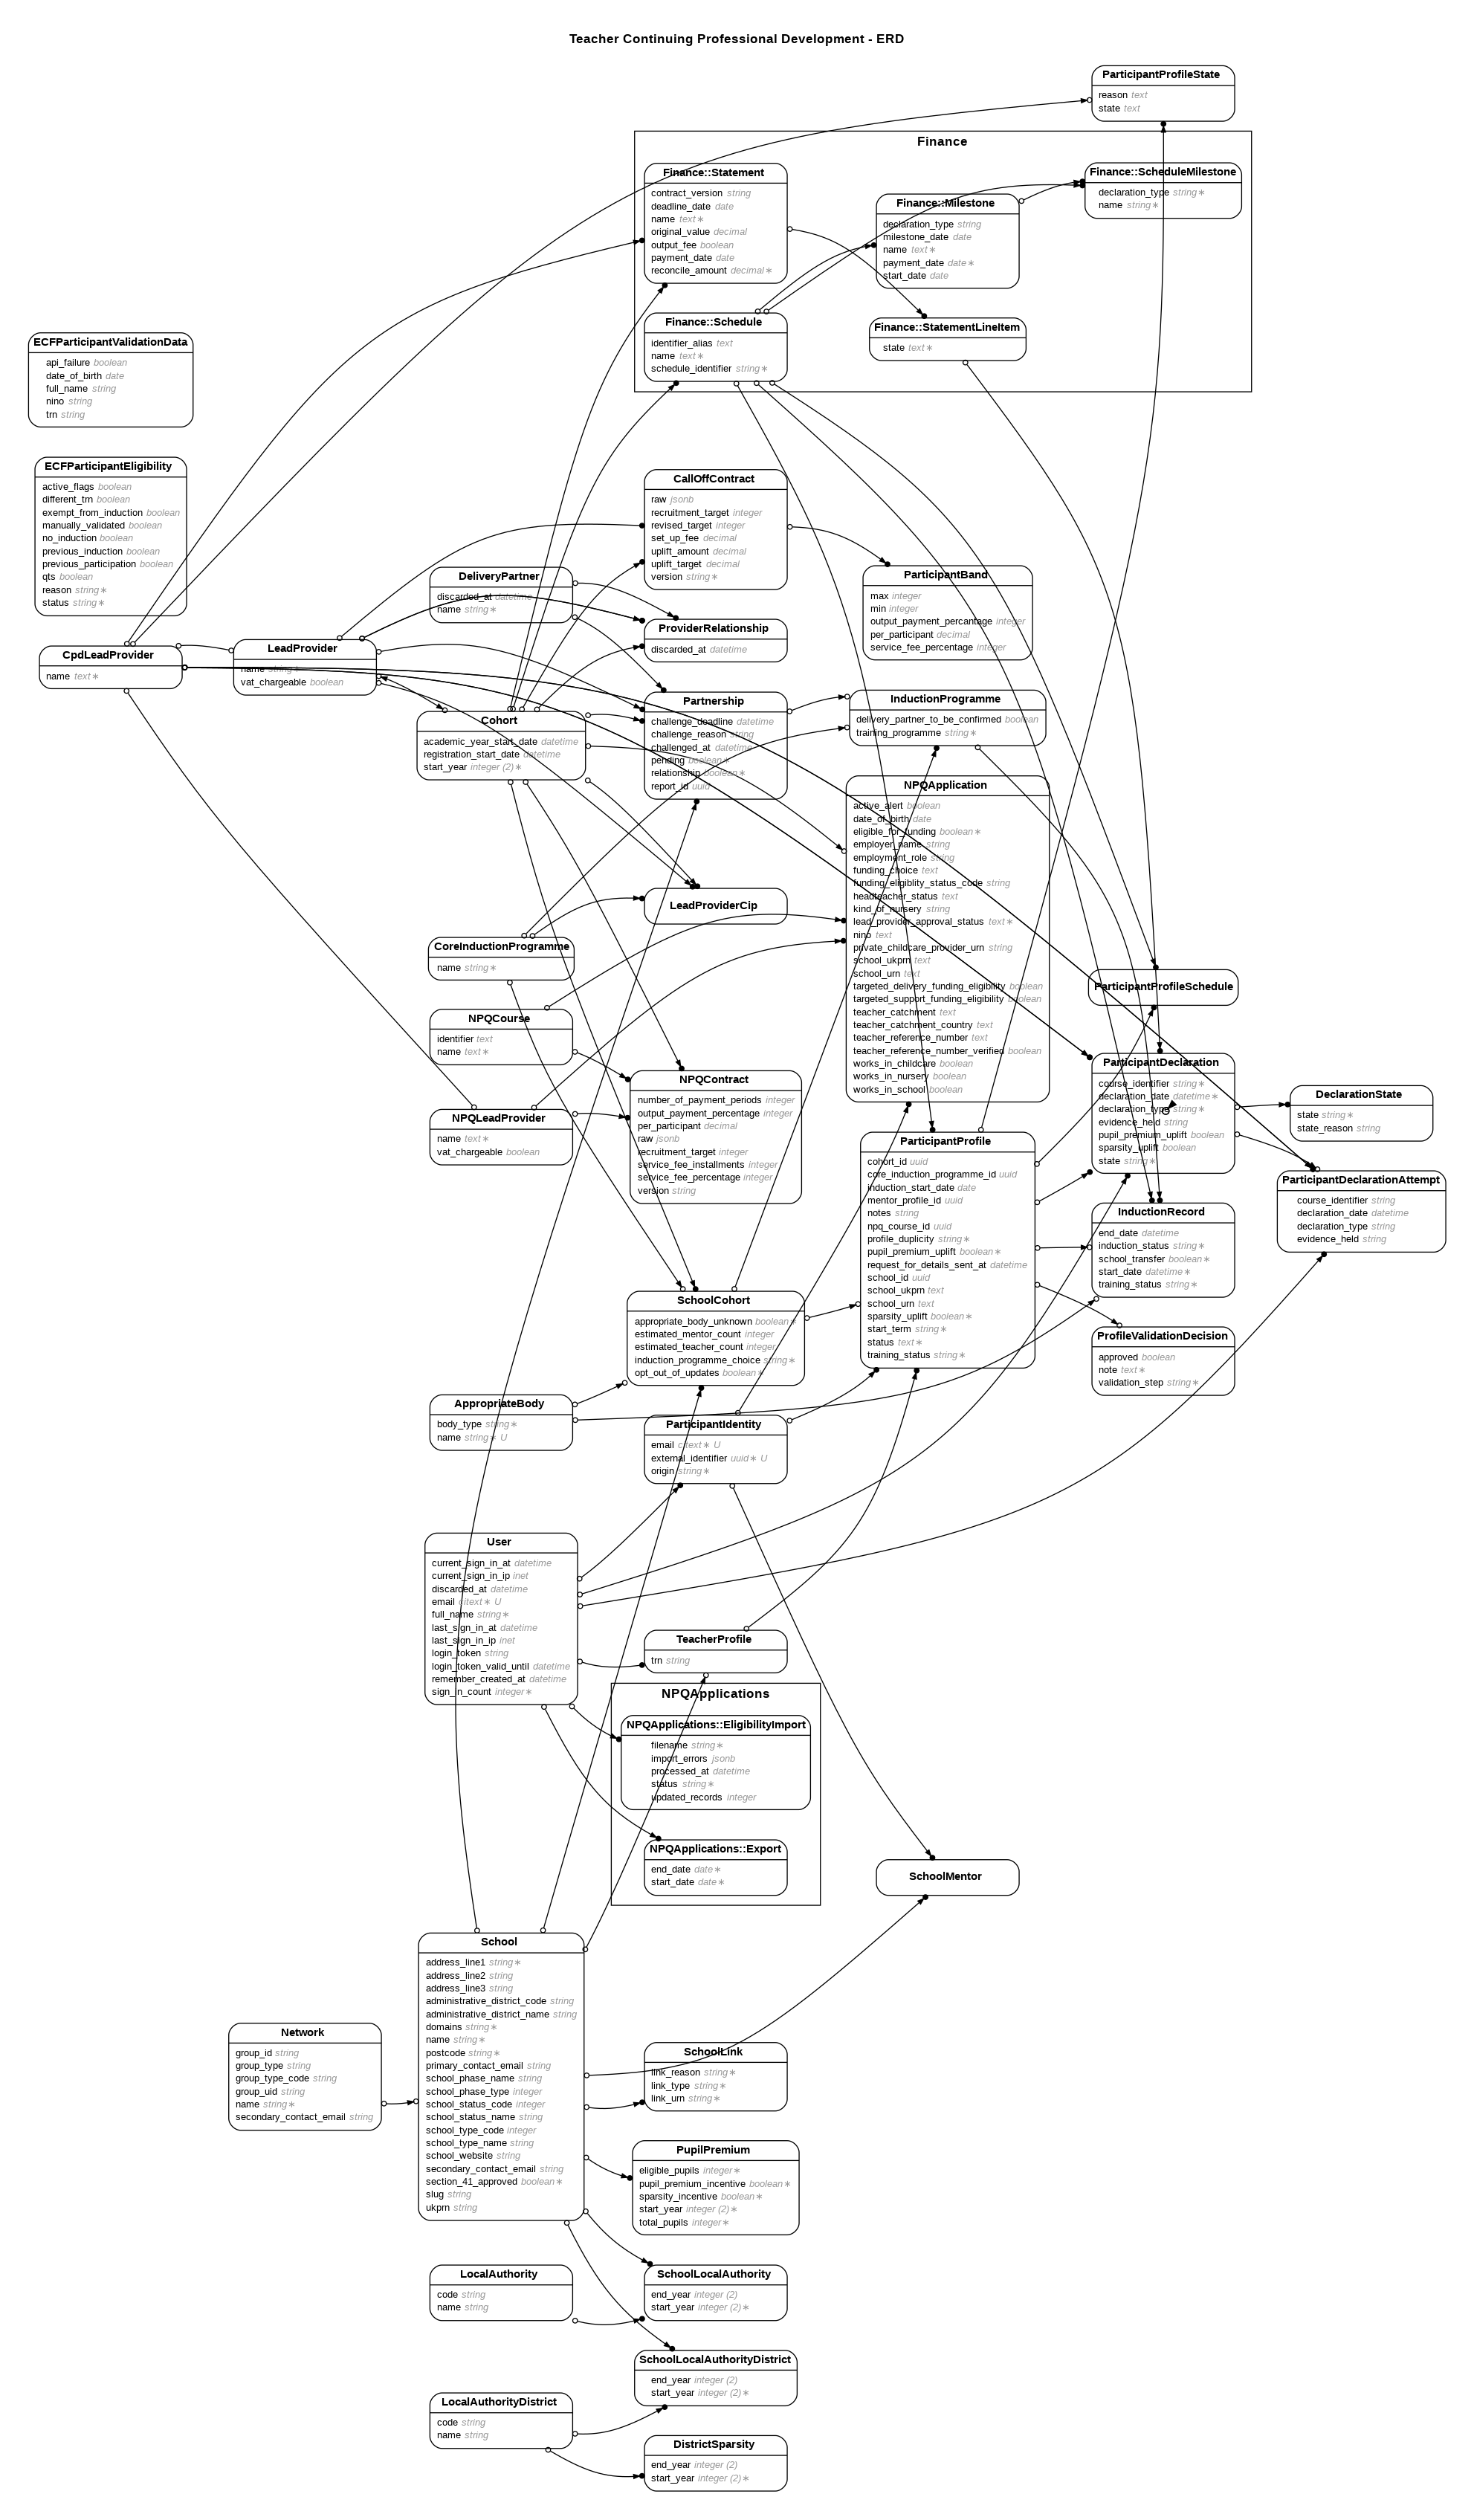 Teacher Continuing Professional Development - ERD
ParticipantProfileState
reason text
state text
Finance
Finance::Statement
contract_version string
deadline_date date
name text∗
original_value decimal
output_fee boolean
payment_date date
reconcile_amount decimal∗
Finance::Milestone
declaration_type string
milestone_date date
name text∗
payment_date date∗
start_date date
Finance::ScheduleMilestone
declaration_type string∗
name string∗
Finance::Schedule
identifier_alias text
name text∗
schedule_identifier string∗
Finance::StatementLineItem
state text∗
ECFParticipantValidationData
api_failure boolean
date_of_birth date
full_name string
nino string
trn string
ECFParticipantEligibility
active_flags boolean
different_trn boolean
exempt_from_induction boolean
manually_validated boolean
no_induction boolean
previous_induction boolean
previous_participation boolean
qts boolean
reason string∗
status string∗
CpdLeadProvider
name text∗
LeadProvider
name string∗
vat_chargeable boolean
DeliveryPartner
discarded_at datetime
name string∗
Cohort
academic_year_start_date datetime
registration_start_date datetime
start_year integer (2)∗
CallOffContract
raw jsonb
recruitment_target integer
revised_target integer
set_up_fee decimal
uplift_amount decimal
uplift_target decimal
version string∗
ProviderRelationship
discarded_at datetime
Partnership
challenge_deadline datetime
challenge_reason string
challenged_at datetime
pending boolean∗
relationship boolean∗
report_id uuid
ParticipantBand
max integer
min integer
output_payment_percantage integer
per_participant decimal
service_fee_percentage integer
InductionProgramme
delivery_partner_to_be_confirmed boolean
training_programme string∗
NPQApplication
active_alert boolean
date_of_birth date
eligible_for_funding boolean∗
employer_name string
employment_role string
funding_choice text
funding_eligiblity_status_code string
headteacher_status text
kind_of_nursery string
lead_provider_approval_status text∗
nino text
private_childcare_provider_urn string
school_ukprn text
school_urn text
targeted_delivery_funding_eligibility boolean
targeted_support_funding_eligibility boolean
teacher_catchment text
teacher_catchment_country text
teacher_reference_number text
teacher_reference_number_verified boolean
works_in_childcare boolean
works_in_nursery boolean
works_in_school boolean
LeadProviderCip
CoreInductionProgramme
name string∗
NPQCourse
identifier text
name text∗
NPQLeadProvider
name text∗
vat_chargeable boolean
NPQContract
number_of_payment_periods integer
output_payment_percentage integer
per_participant decimal
raw jsonb
recruitment_target integer
service_fee_installments integer
service_fee_percentage integer
version string
ParticipantProfileSchedule
ParticipantDeclaration
course_identifier string∗
declaration_date datetime∗
declaration_type string∗
evidence_held string
pupil_premium_uplift boolean
sparsity_uplift boolean
state string∗
DeclarationState
state string∗
state_reason string
ParticipantDeclarationAttempt
course_identifier string
declaration_date datetime
declaration_type string
evidence_held string
ParticipantProfile
cohort_id uuid
core_induction_programme_id uuid
induction_start_date date
mentor_profile_id uuid
notes string
npq_course_id uuid
profile_duplicity string∗
pupil_premium_uplift boolean∗
request_for_details_sent_at datetime
school_id uuid
school_ukprn text
school_urn text
sparsity_uplift boolean∗
start_term string∗
status text∗
training_status string∗
InductionRecord
end_date datetime
induction_status string∗
school_transfer boolean∗
start_date datetime∗
training_status string∗
ProfileValidationDecision
approved boolean
note text∗
validation_step string∗
SchoolCohort
appropriate_body_unknown boolean∗
estimated_mentor_count integer
estimated_teacher_count integer
induction_programme_choice string∗
opt_out_of_updates boolean∗
AppropriateBody
body_type string∗
name string∗ U
ParticipantIdentity
email citext∗ U
external_identifier uuid∗ U
origin string∗
User
current_sign_in_at datetime
current_sign_in_ip inet
discarded_at datetime
email citext∗ U
full_name string∗
last_sign_in_at datetime
last_sign_in_ip inet
login_token string
login_token_valid_until datetime
remember_created_at datetime
sign_in_count integer∗
TeacherProfile
trn string
NPQApplications
NPQApplications::EligibilityImport
filename string∗
import_errors jsonb
processed_at datetime
status string∗
updated_records integer
NPQApplications::Export
end_date date∗
start_date date∗
SchoolMentor
School
address_line1 string∗
address_line2 string
address_line3 string
administrative_district_code string
administrative_district_name string
domains string∗
name string∗
postcode string∗
primary_contact_email string
school_phase_name string
school_phase_type integer
school_status_code integer
school_status_name string
school_type_code integer
school_type_name string
school_website string
secondary_contact_email string
section_41_approved boolean∗
slug string
ukprn string
Network
group_id string
group_type string
group_type_code string
group_uid string
name string∗
secondary_contact_email string
SchoolLink
link_reason string∗
link_type string∗
link_urn string∗
PupilPremium
eligible_pupils integer∗
pupil_premium_incentive boolean∗
sparsity_incentive boolean∗
start_year integer (2)∗
total_pupils integer∗
LocalAuthority
code string
name string
SchoolLocalAuthority
end_year integer (2)
start_year integer (2)∗
SchoolLocalAuthorityDistrict
end_year integer (2)
start_year integer (2)∗
LocalAuthorityDistrict
code string
name string
DistrictSparsity
end_year integer (2)
start_year integer (2)∗